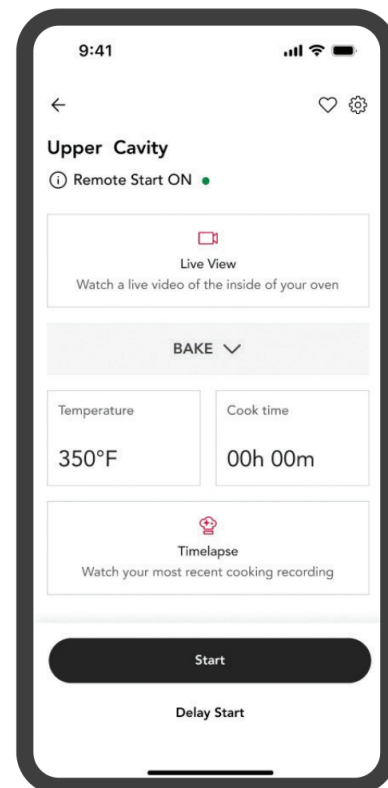 9:41
Upper Cavity
Remote Start ON
Live View
Watch a live video of the inside of your oven
BAKE
Temperature
Cook time
350°F
00h 00m
Timelapse
Watch your most recent cooking recording
Start
Delay Start